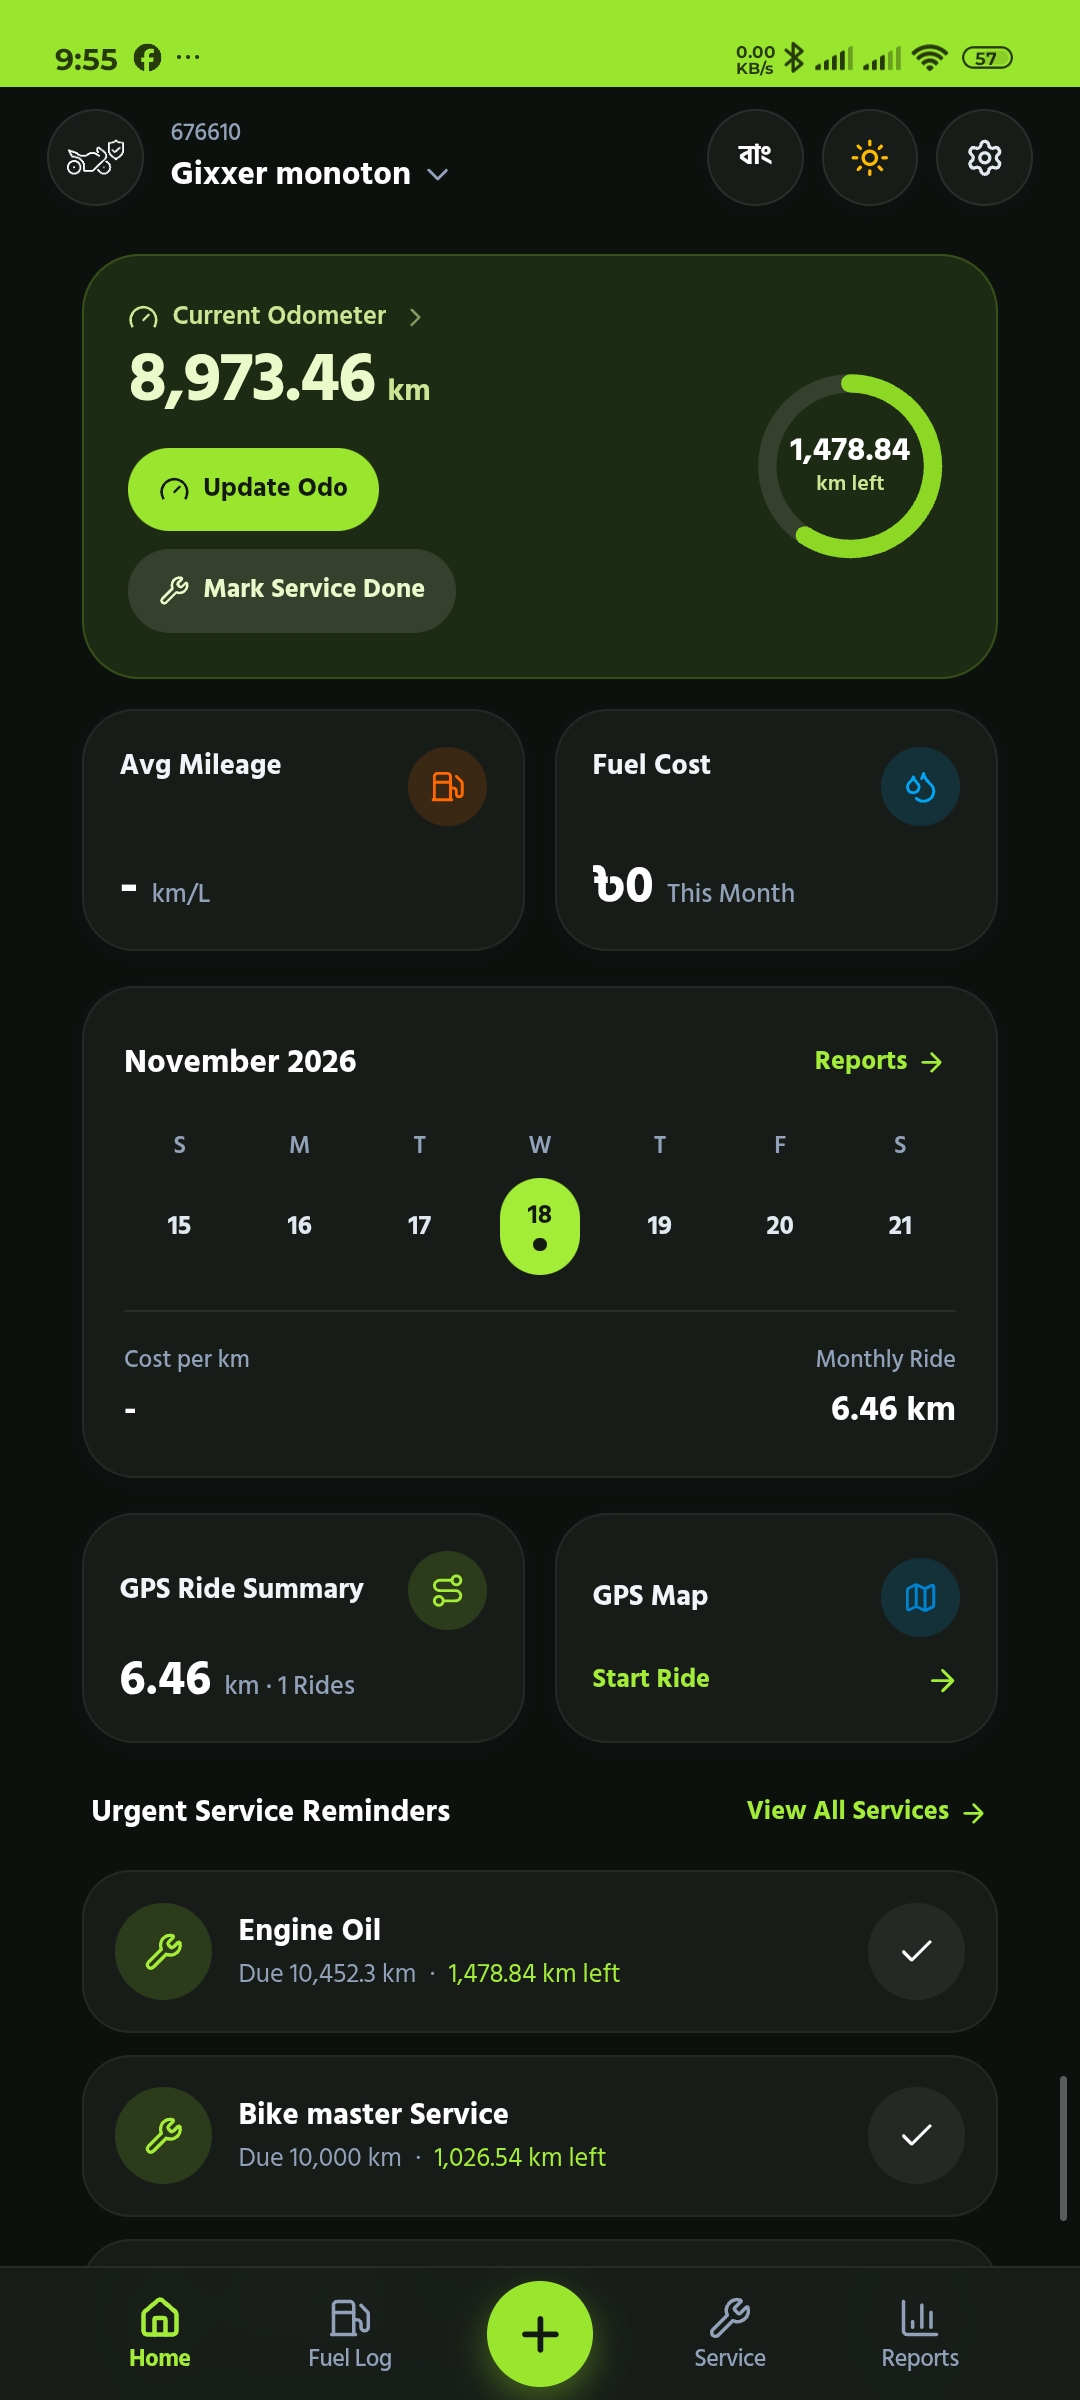 9:55
0.00 KB/s
57
676610
Gixxer monoton
বাং
Current Odometer
8,973.46 km
1,478.84
km left
Update Odo
Mark Service Done
Avg Mileage
- km/L
Fuel Cost
৳0 This Month
November 2026
Reports
S M T W T F S
15 16 17 18 19 20 21
Cost per km
Monthly Ride
-
6.46 km
GPS Ride Summary
6.46 km · 1 Rides
GPS Map
Start Ride
Urgent Service Reminders
View All Services
Engine Oil
Due 10,452.3 km · 1,478.84 km left
Bike master Service
Due 10,000 km · 1,026.54 km left
Home
Fuel Log
Service
Reports